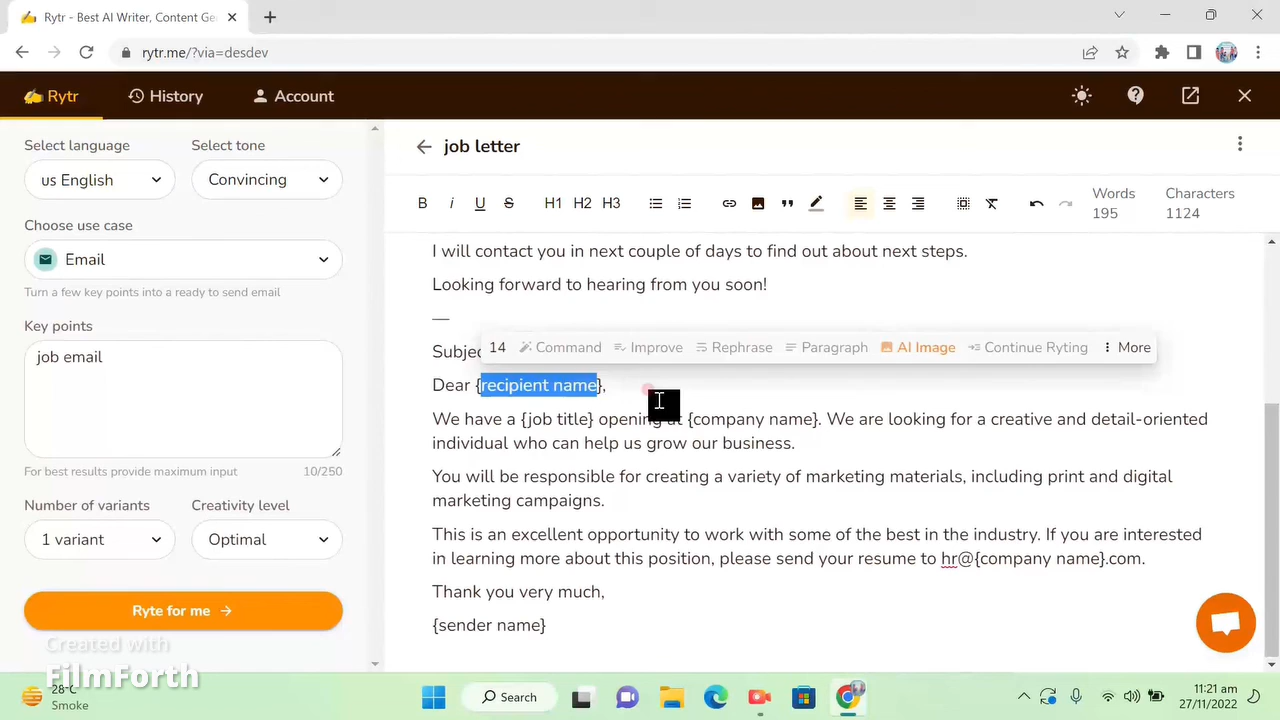 Rytr - Best AI Writer, Content Ge
rytr.me/?via=desdev
Rytr
History
Account
Select language
Select tone
us English
Convincing
Choose use case
Email
Turn a few key points into a ready to send email
Key points
job email
For best results provide maximum input
10/250
Number of variants
Creativity level
1 variant
Optimal
Ryte for me
job letter
B i U S H1 H2 H3
Words
195
Characters
1124
I will contact you in next couple of days to find out about next steps.
Looking forward to hearing from you soon!
—
Subjec
14 Command Improve Rephrase Paragraph AI Image Continue Ryting More
Dear {recipient name},
We have a {job title} opening at {company name}. We are looking for a creative and detail-oriented
individual who can help us grow our business.
You will be responsible for creating a variety of marketing materials, including print and digital
marketing campaigns.
This is an excellent opportunity to work with some of the best in the industry. If you are interested
in learning more about this position, please send your resume to hr@{company name}.com.
Thank you very much,
{sender name}
Created with
FilmForth
28°C
Smoke
Search
11:21 am
27/11/2022